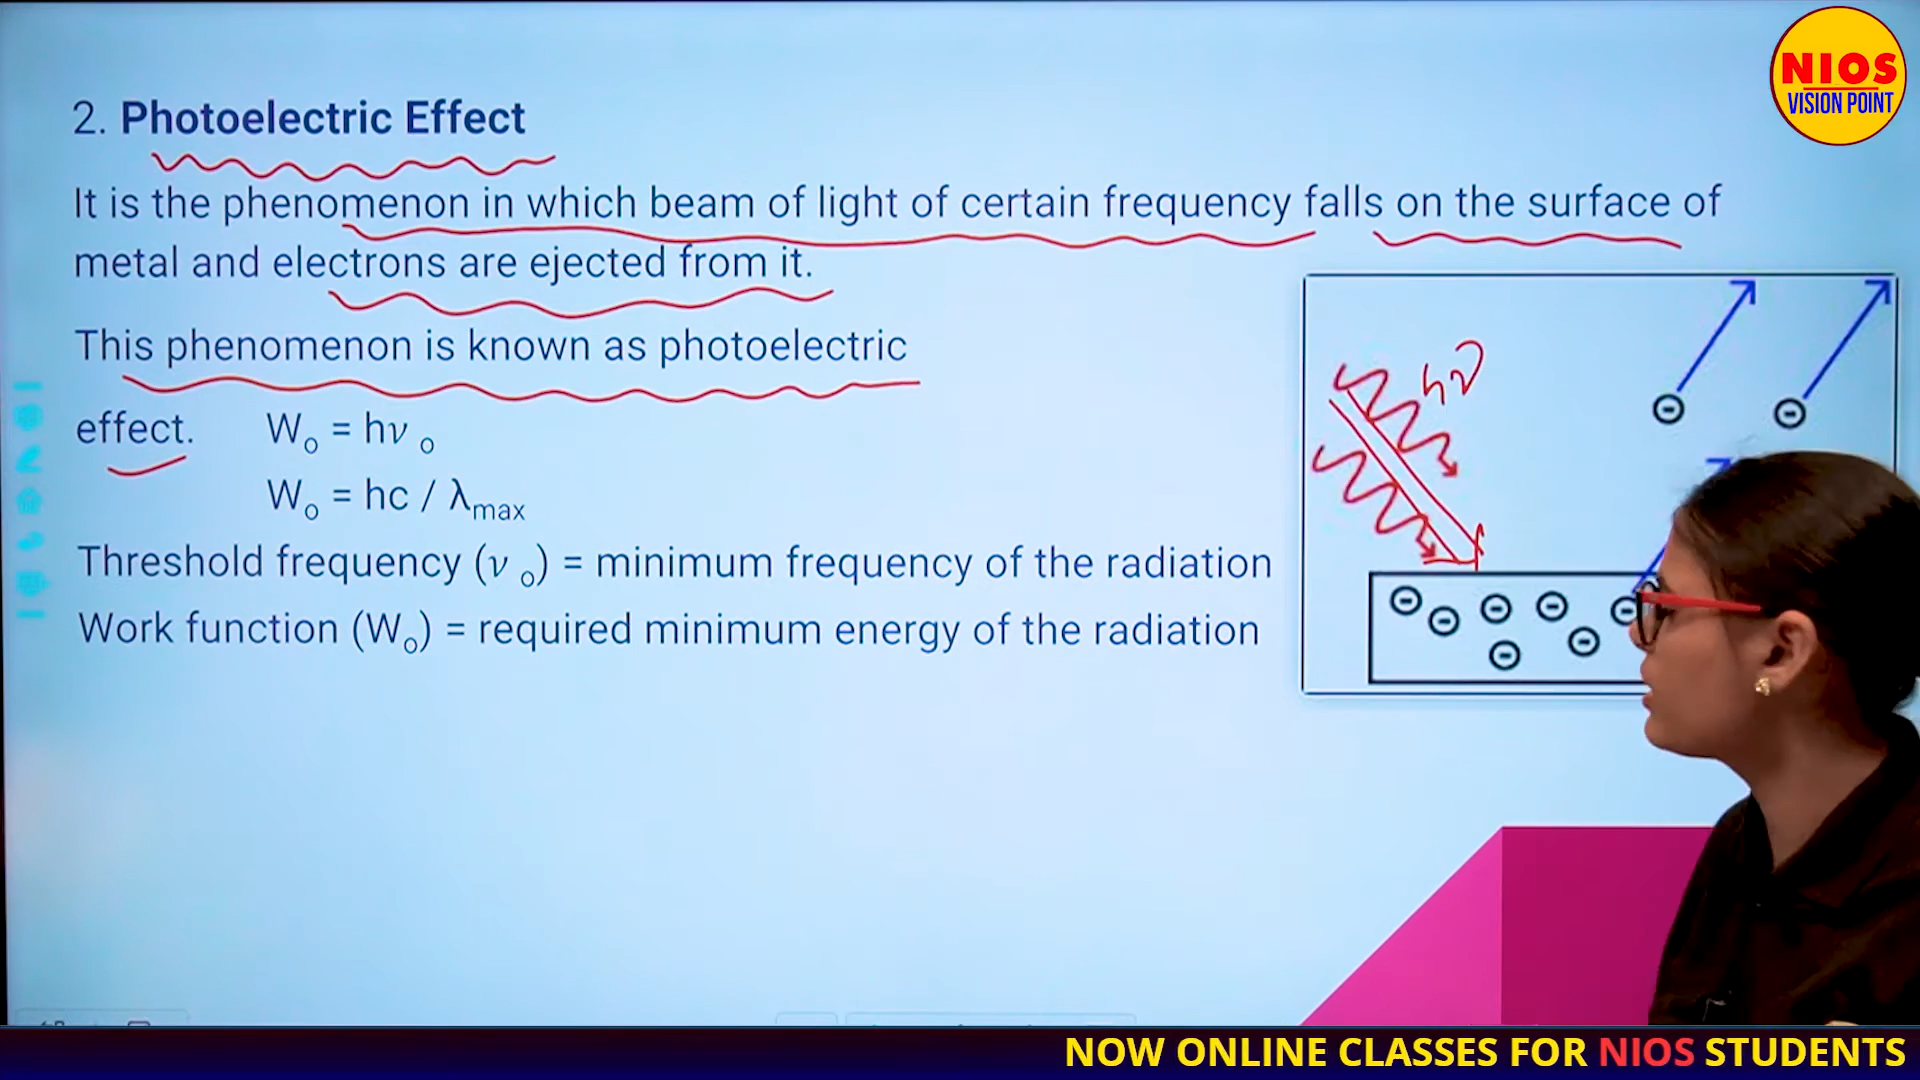 NIOS
VISION POINT
2. Photoelectric Effect
It is the phenomenon in which beam of light of certain frequency falls on the surface of
metal and electrons are ejected from it.
This phenomenon is known as photoelectric
effect. W₀ = hν ₀
W₀ = hc / λmax
hν
Threshold frequency (ν ₀) = minimum frequency of the radiation
Work function (W₀) = required minimum energy of the radiation
NOW ONLINE CLASSES FOR NIOS STUDENTS